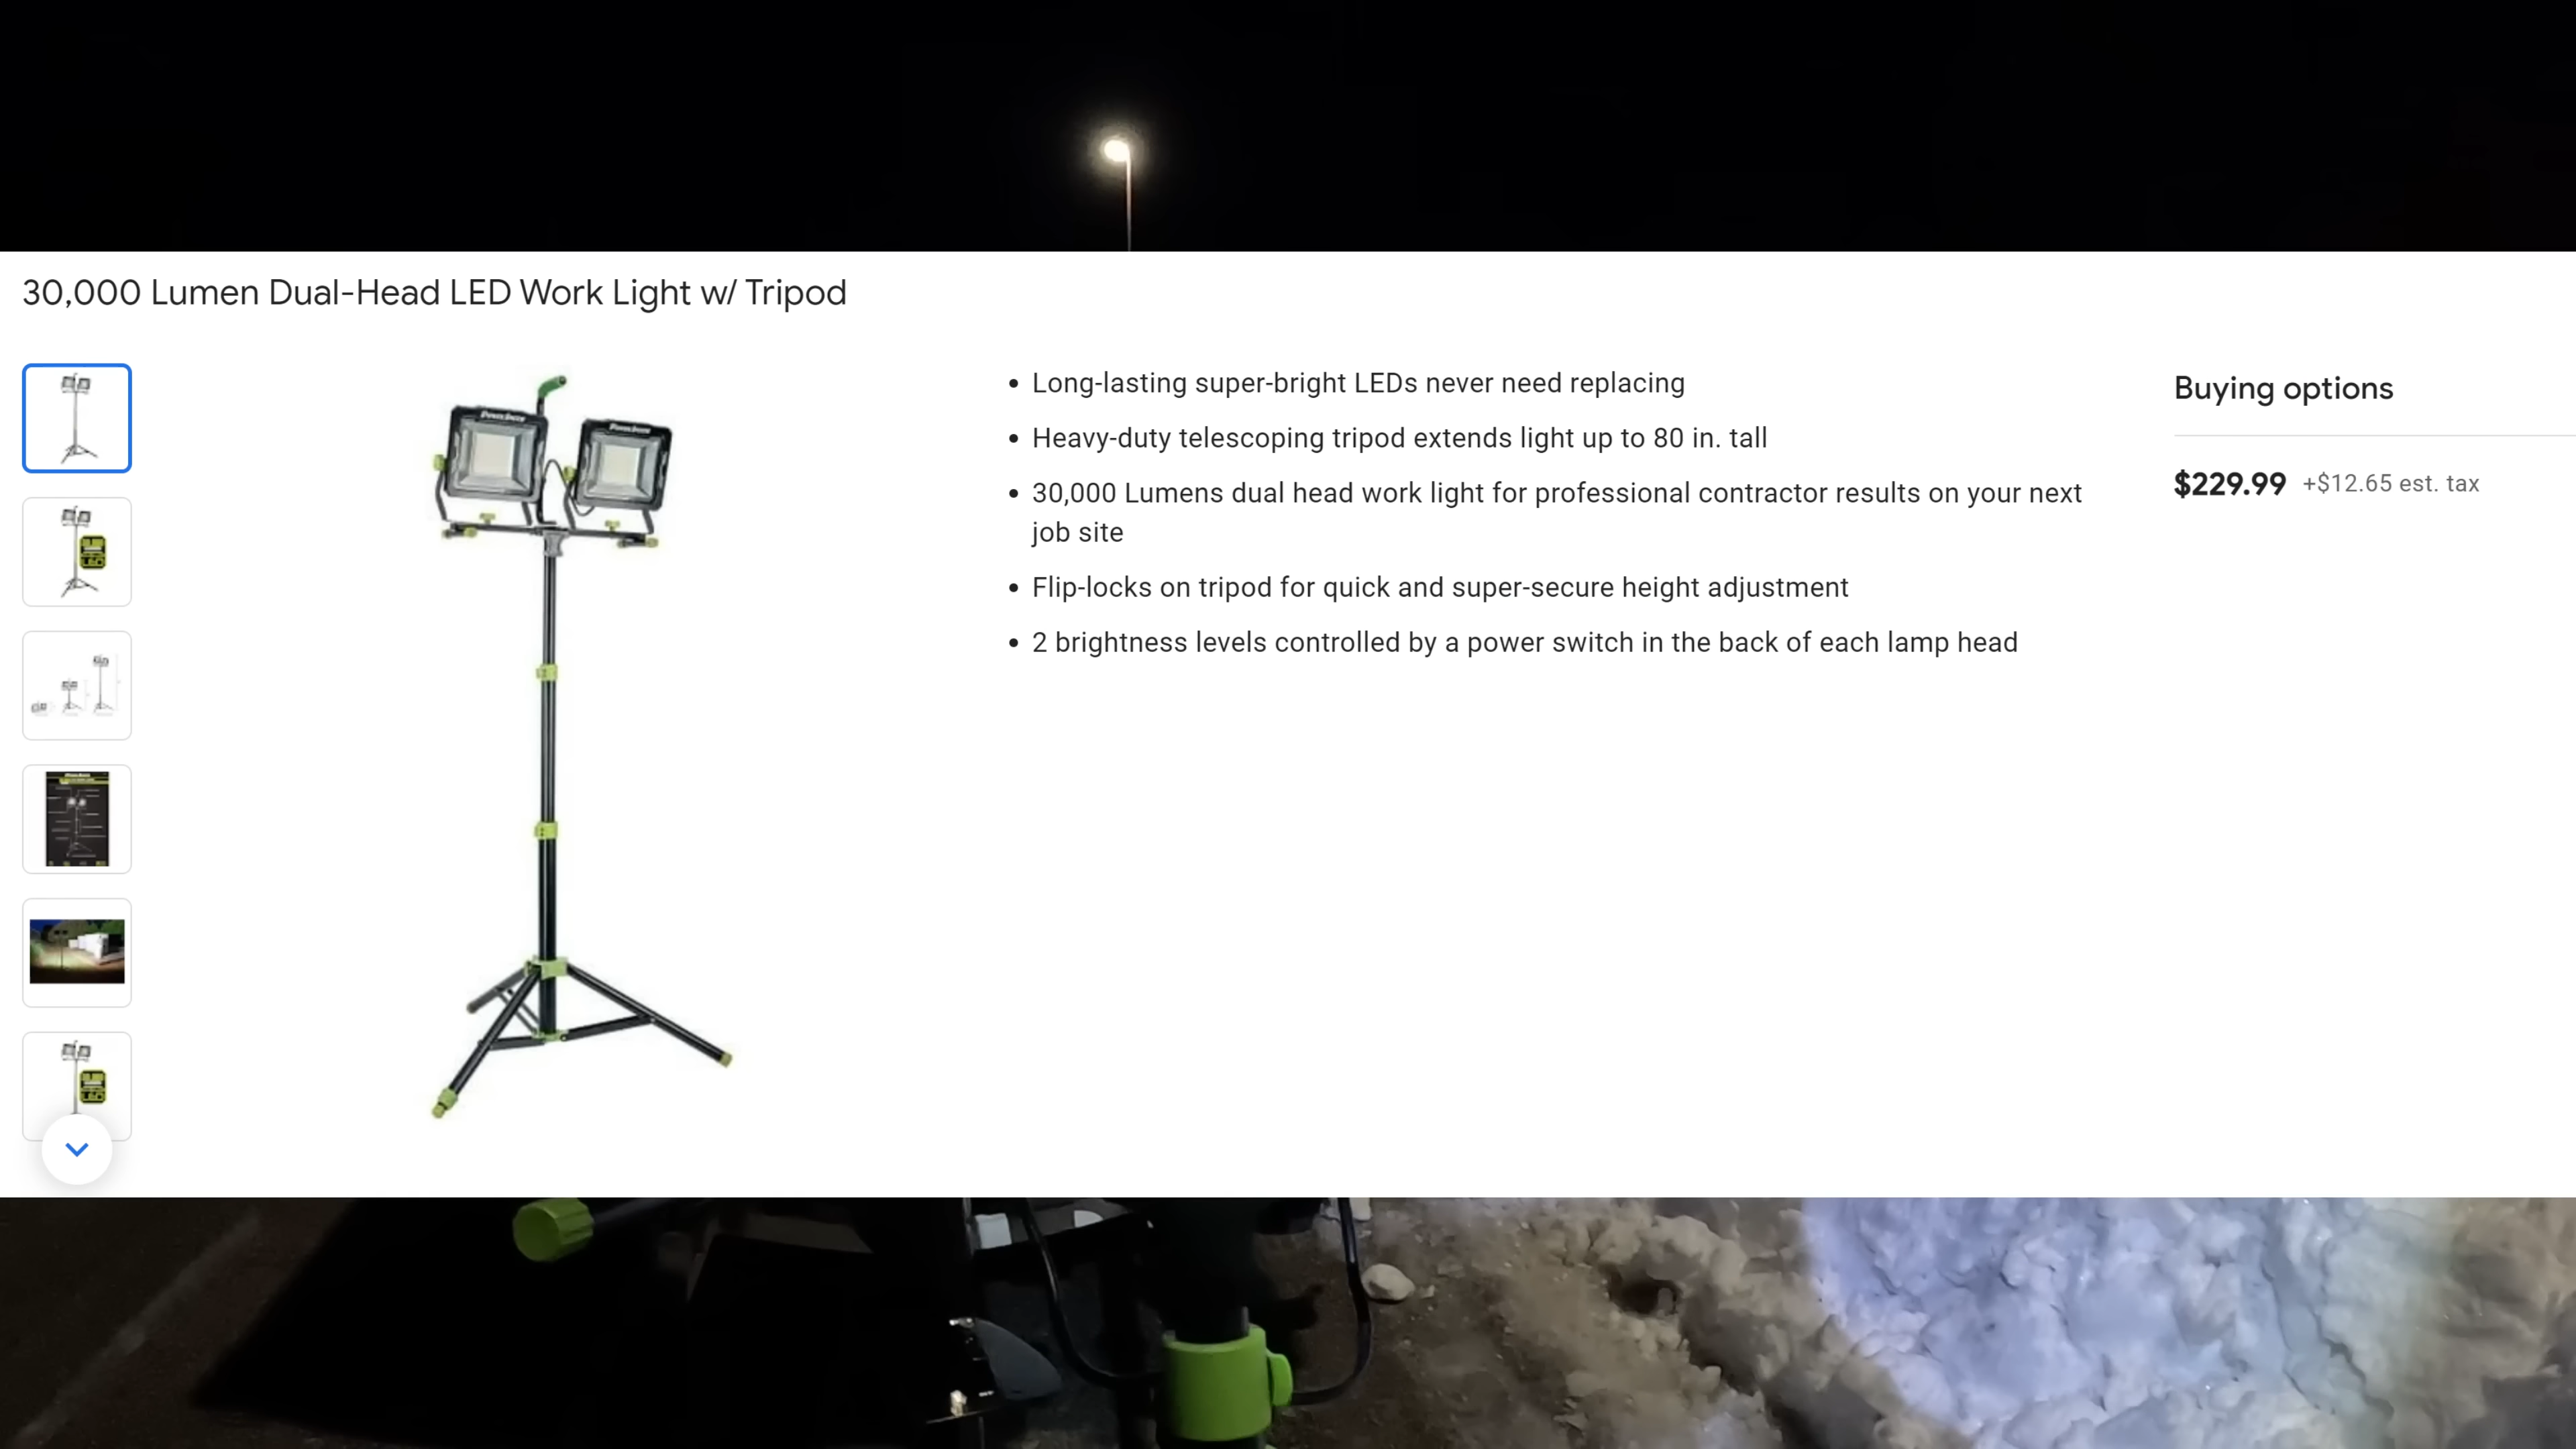 30,000 Lumen Dual-Head LED Work Light w/ Tripod
Long-lasting super-bright LEDs never need replacing
Heavy-duty telescoping tripod extends light up to 80 in. tall
30,000 Lumens dual head work light for professional contractor results on your next
job site
Flip-locks on tripod for quick and super-secure height adjustment
2 brightness levels controlled by a power switch in the back of each lamp head
Buying options
$229.99 +$12.65 est. tax